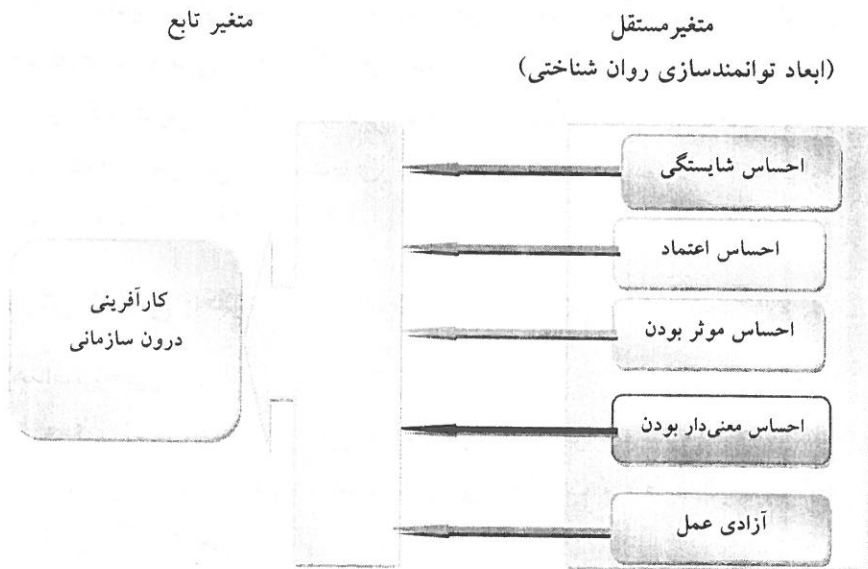 متغیرمستقل
(ابعاد توانمندسازی روان شناختی)
متغیر تابع
احساس شایستگی
احساس اعتماد
احساس موثر بودن
احساس معنی‌دار بودن
آزادی عمل
کارآفرینی
درون سازمانی